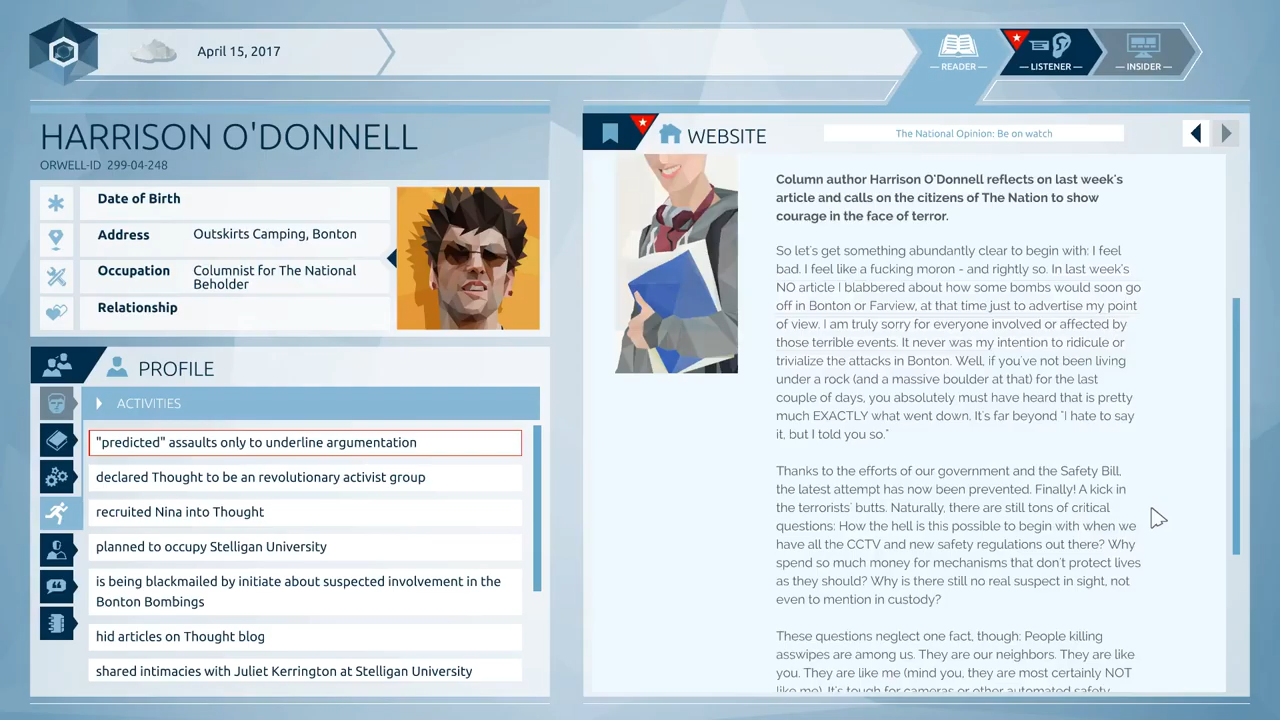 April 15, 2017
— READER —
— LISTENER —
— INSIDER —
HARRISON O'DONNELL
ORWELL-ID 299-04-248
Date of Birth
Address Outskirts Camping, Bonton
Occupation Columnist for The National
Beholder
Relationship
PROFILE
ACTIVITIES
"predicted" assaults only to underline argumentation
declared Thought to be an revolutionary activist group
recruited Nina into Thought
planned to occupy Stelligan University
is being blackmailed by initiate about suspected involvement in the
Bonton Bombings
hid articles on Thought blog
shared intimacies with Juliet Kerrington at Stelligan University
WEBSITE
The National Opinion: Be on watch
Column author Harrison O'Donnell reflects on last week's
article and calls on the citizens of The Nation to show
courage in the face of terror.
So let's get something abundantly clear to begin with: I feel
bad. I feel like a fucking moron - and rightly so. In last week's
NO article I blabbered about how some bombs would soon go
off in Bonton or Farview, at that time just to advertise my point
of view. I am truly sorry for everyone involved or affected by
those terrible events. It never was my intention to ridicule or
trivialize the attacks in Bonton. Well, if you've not been living
under a rock (and a massive boulder at that) for the last
couple of days, you absolutely must have heard that is pretty
much EXACTLY what went down. It's far beyond "I hate to say
it, but I told you so."
Thanks to the efforts of our government and the Safety Bill,
the latest attempt has now been prevented. Finally! A kick in
the terrorists' butts. Naturally, there are still tons of critical
questions: How the hell is this possible to begin with when we
have all the CCTV and new safety regulations out there? Why
spend so much money for mechanisms that don't protect lives
as they should? Why is there still no real suspect in sight, not
even to mention in custody?
These questions neglect one fact, though: People killing
asswipes are among us. They are our neighbors. They are like
you. They are like me (mind you, they are most certainly NOT
like me). It's tough for cameras or other automated safety